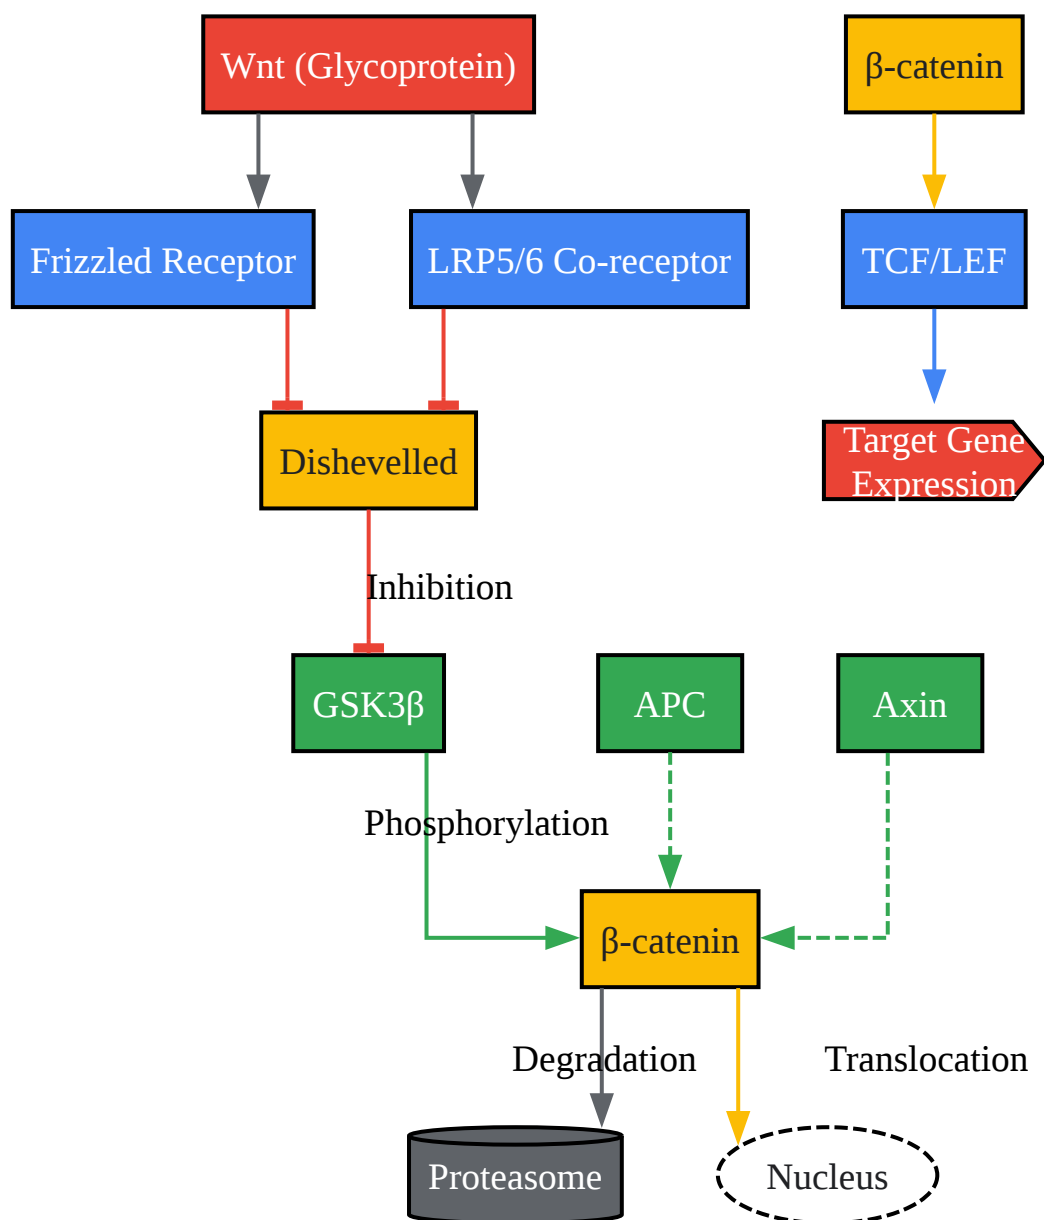 Wnt (Glycoprotein)
β-catenin
Frizzled Receptor
LRP5/6 Co-receptor
TCF/LEF
Target Gene
Expression
Dishevelled
Inhibition
GSK3β
APC
Axin
Phosphorylation
β-catenin
Degradation
Translocation
Proteasome
Nucleus